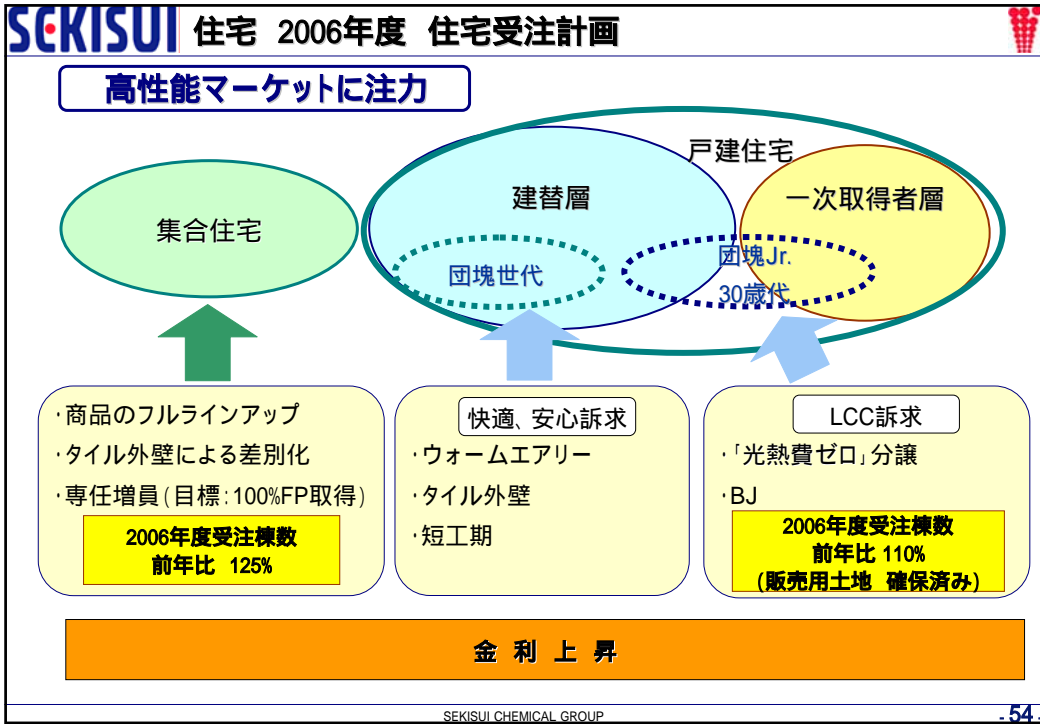 SEKISUI 住宅 2006年度 住宅受注計画
高性能マーケットに注力
戸建住宅
集合住宅
建替層
一次取得者層
団塊世代
団塊Jr.
30歳代
・商品のフルラインアップ
・タイル外壁による差別化
・専任増員(目標:100%FP取得)
2006年度受注棟数
前年比 125%
快適、安心訴求
・ウォームエアリー
・タイル外壁
・短工期
LCC訴求
・「光熱費ゼロ」分譲
・BJ
2006年度受注棟数
前年比 110%
(販売用土地 確保済み)
金 利 上 昇
SEKISUI CHEMICAL GROUP
- 54 -